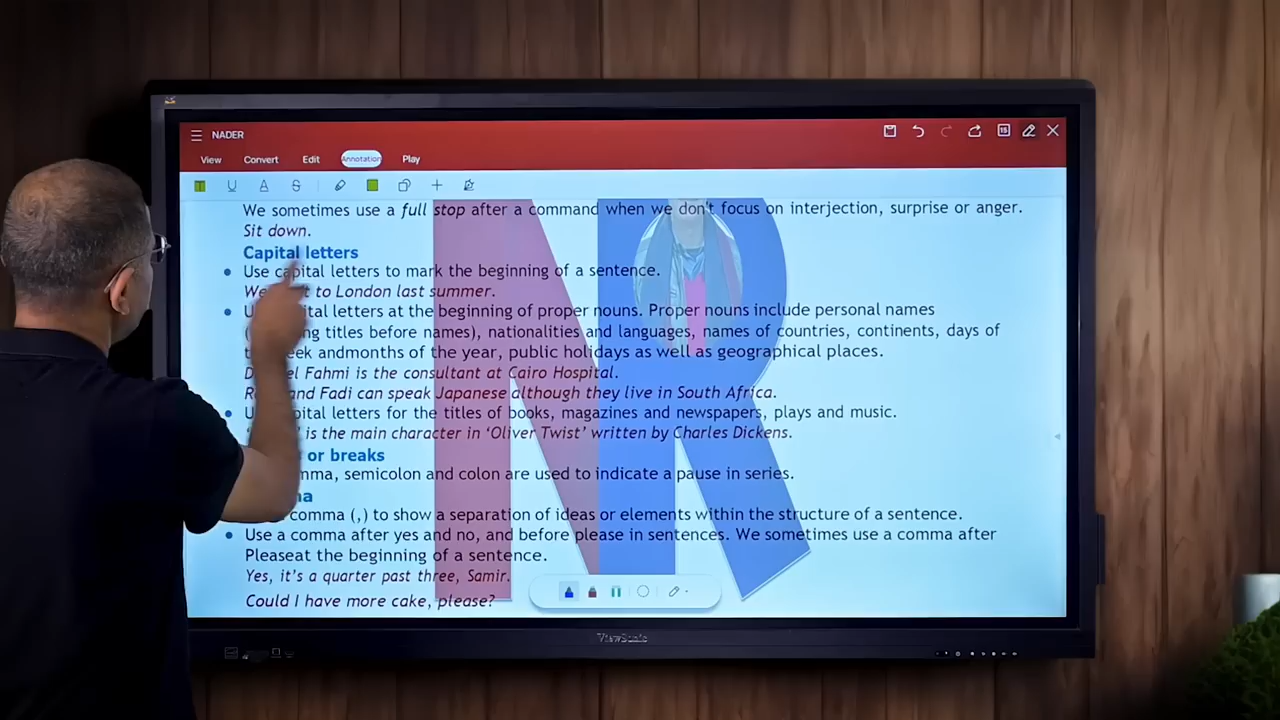 NADER
View Convert Edit Annotation Play
We sometimes use a full stop after a command when we don't focus on interjection, surprise or anger.
Sit down.
Capital letters
Use capital letters to mark the beginning of a sentence.
to London last summer.
letters at the beginning of proper nouns. Proper nouns include personal names
titles before names), nationalities and languages, names of countries, continents, days of
andmonths of the year, public holidays as well as geographical places.
Fahmi is the consultant at Cairo Hospital.
and Fadi can speak Japanese although they live in South Africa.
letters for the titles of books, magazines and newspapers, plays and music.
is the main character in ‘Oliver Twist’ written by Charles Dickens.
or breaks
semicolon and colon are used to indicate a pause in series.
comma (,) to show a separation of ideas or elements within the structure of a sentence.
Use a comma after yes and no, and before please in sentences. We sometimes use a comma after
Pleaseat the beginning of a sentence.
Yes, it’s a quarter past three, Samir.
Could I have more cake, please?
ViewSonic